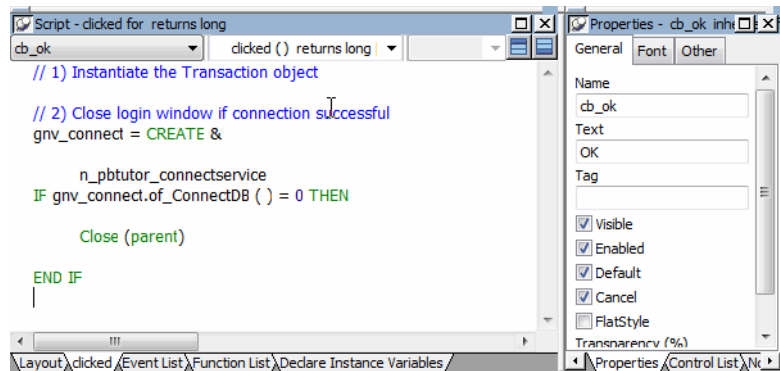 Script - clicked for returns long
cb_ok
clicked ( ) returns long
// 1) Instantiate the Transaction object
// 2) Close login window if connection successful
gnv_connect = CREATE &
n_pbtutor_connectservice
IF gnv_connect.of_ConnectDB ( ) = 0 THEN
Close (parent)
END IF
Layout
clicked
Event List
Function List
Declare Instance Variables
Properties - cb_ok
General
Font
Other
Name
cb_ok
Text
OK
Tag
Visible
Enabled
Default
Cancel
FlatStyle
Transparency (%)
Properties
Control List